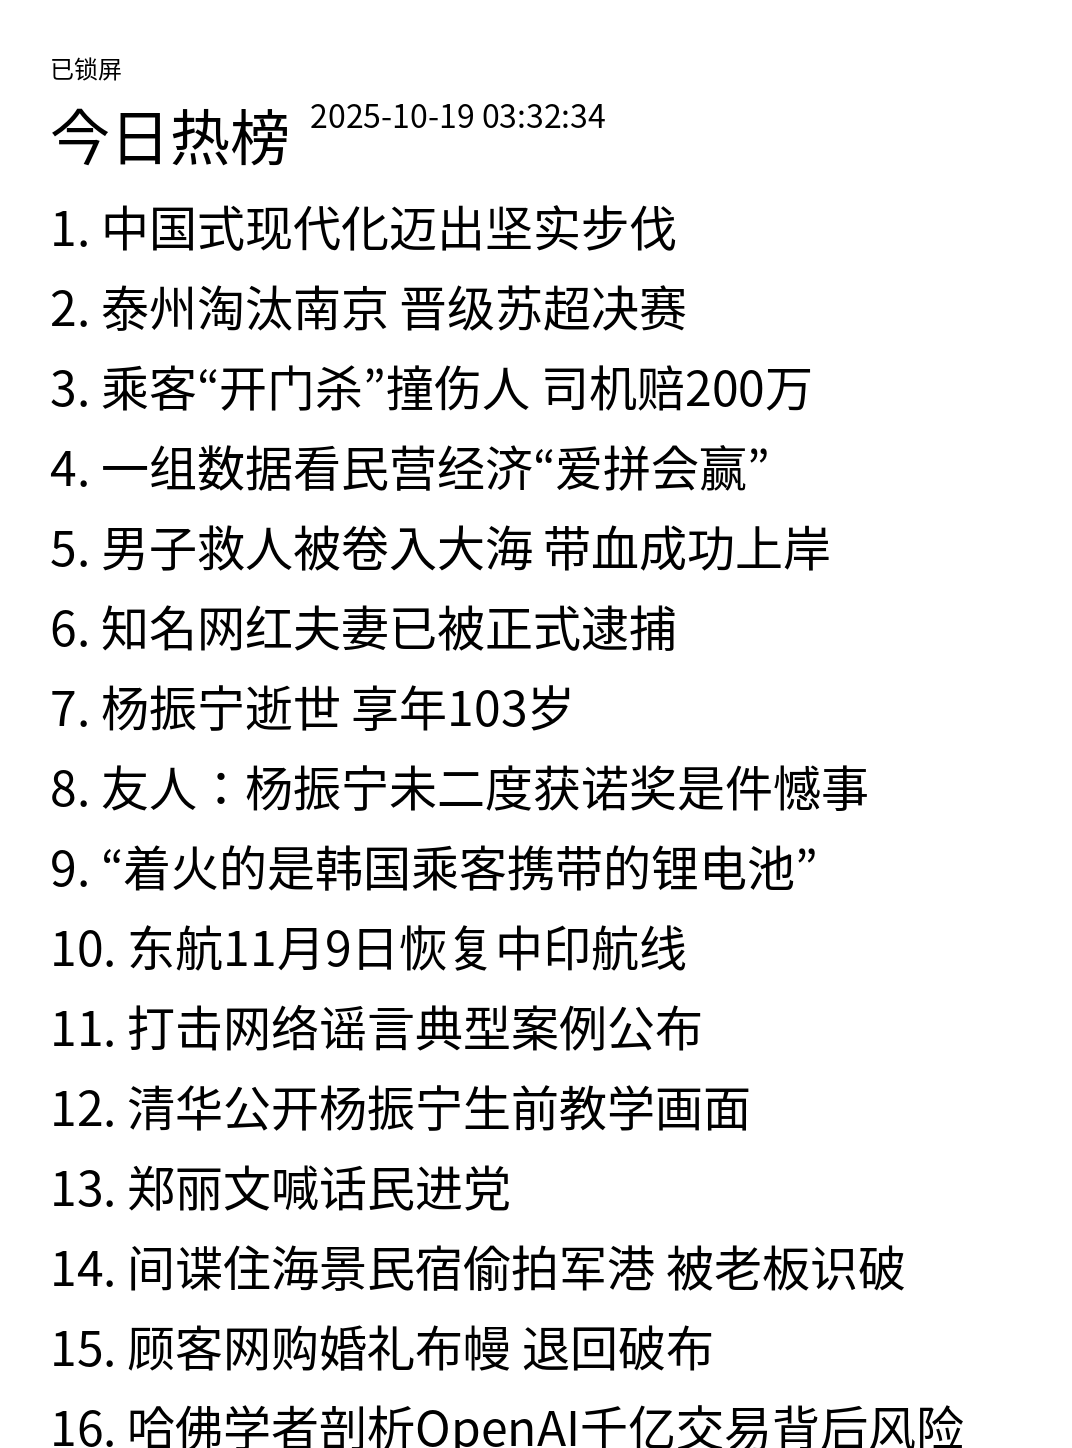 已锁屏
今日热榜 2025-10-19 03:32:34
1. 中国式现代化迈出坚实步伐
2. 泰州淘汰南京 晋级苏超决赛
3. 乘客“开门杀”撞伤人 司机赔200万
4. 一组数据看民营经济“爱拼会赢”
5. 男子救人被卷入大海 带血成功上岸
6. 知名网红夫妻已被正式逮捕
7. 杨振宁逝世 享年103岁
8. 友人：杨振宁未二度获诺奖是件憾事
9. “着火的是韩国乘客携带的锂电池”
10. 东航11月9日恢复中印航线
11. 打击网络谣言典型案例公布
12. 清华公开杨振宁生前教学画面
13. 郑丽文喊话民进党
14. 间谍住海景民宿偷拍军港 被老板识破
15. 顾客网购婚礼布幔 退回破布
16. 哈佛学者剖析OpenAI千亿交易背后风险